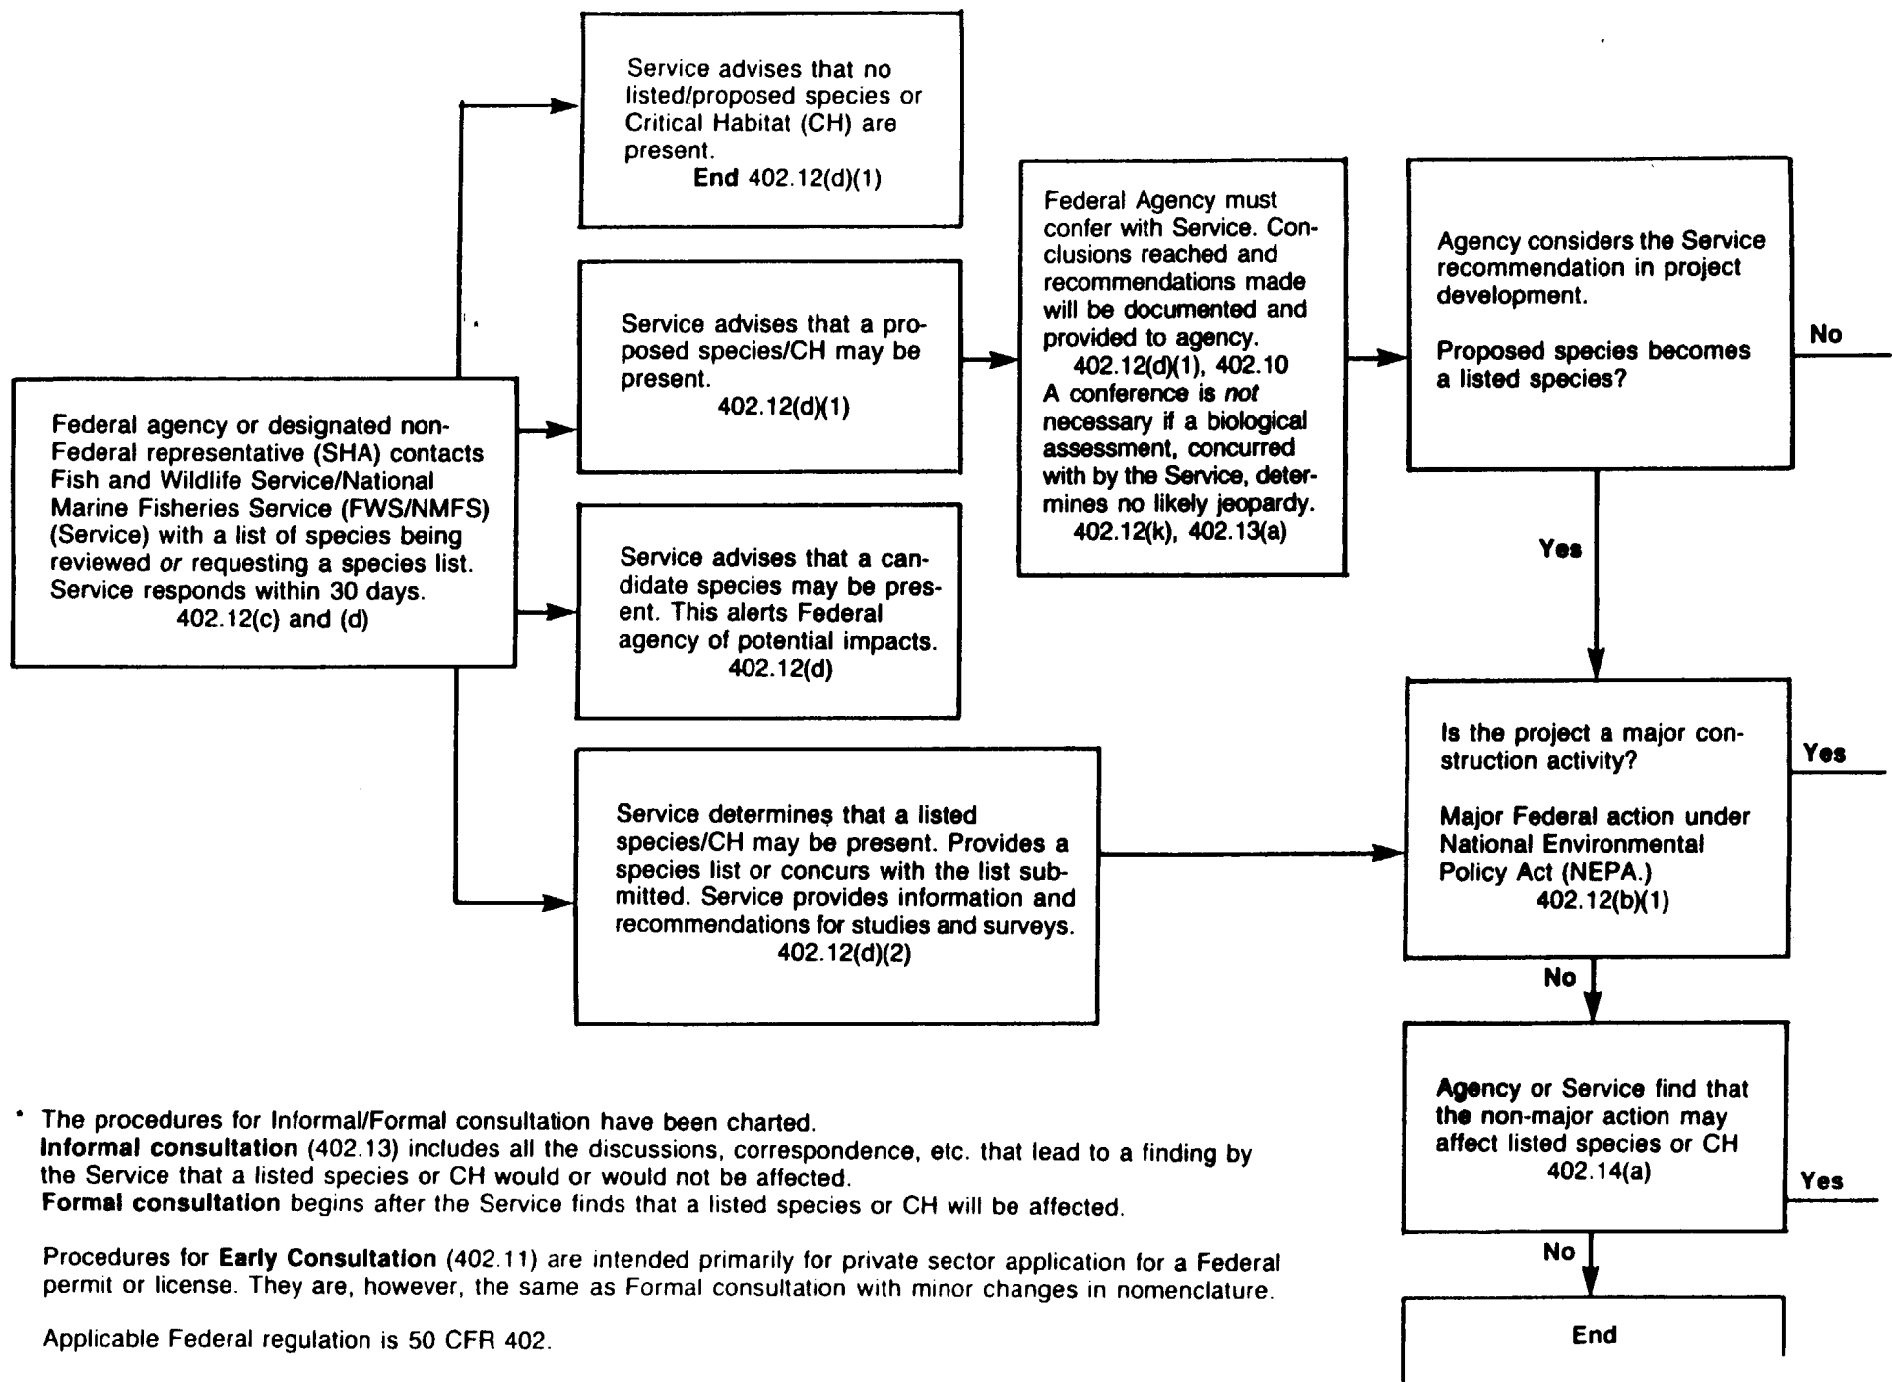 Service advises that no
listed/proposed species or
Critical Habitat (CH) are
present.
End 402.12(d)(1)
Federal agency or designated non-
Federal representative (SHA) contacts
Fish and Wildlife Service/National
Marine Fisheries Service (FWS/NMFS)
(Service) with a list of species being
reviewed or requesting a species list.
Service responds within 30 days.
402.12(c) and (d)
Service advises that a pro-
posed species/CH may be
present.
402.12(d)(1)
Federal Agency must
confer with Service. Con-
clusions reached and
recommendations made
will be documented and
provided to agency.
402.12(d)(1), 402.10
A conference is not
necessary if a biological
assessment, concurred
with by the Service, deter-
mines no likely jeopardy.
402.12(k), 402.13(a)
Agency considers the Service
recommendation in project
development.
Proposed species becomes
a listed species?
No
Yes
Service advises that a can-
didate species may be pres-
ent. This alerts Federal
agency of potential impacts.
402.12(d)
Service determines that a listed
species/CH may be present. Provides a
species list or concurs with the list sub-
mitted. Service provides information and
recommendations for studies and surveys.
402.12(d)(2)
Is the project a major con-
struction activity?
Major Federal action under
National Environmental
Policy Act (NEPA.)
402.12(b)(1)
Yes
No
Agency or Service find that
the non-major action may
affect listed species or CH
402.14(a)
Yes
No
End
* The procedures for Informal/Formal consultation have been charted.
Informal consultation (402.13) includes all the discussions, correspondence, etc. that lead to a finding by
the Service that a listed species or CH would or would not be affected.
Formal consultation begins after the Service finds that a listed species or CH will be affected.
Procedures for Early Consultation (402.11) are intended primarily for private sector application for a Federal
permit or license. They are, however, the same as Formal consultation with minor changes in nomenclature.
Applicable Federal regulation is 50 CFR 402.